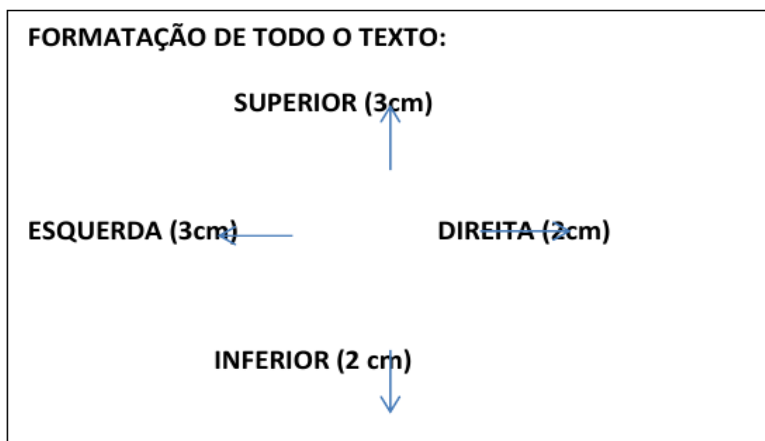 FORMATAÇÃO DE TODO O TEXTO:
SUPERIOR (3cm)
ESQUERDA (3cm) DIREITA (2cm)
INFERIOR (2 cm)